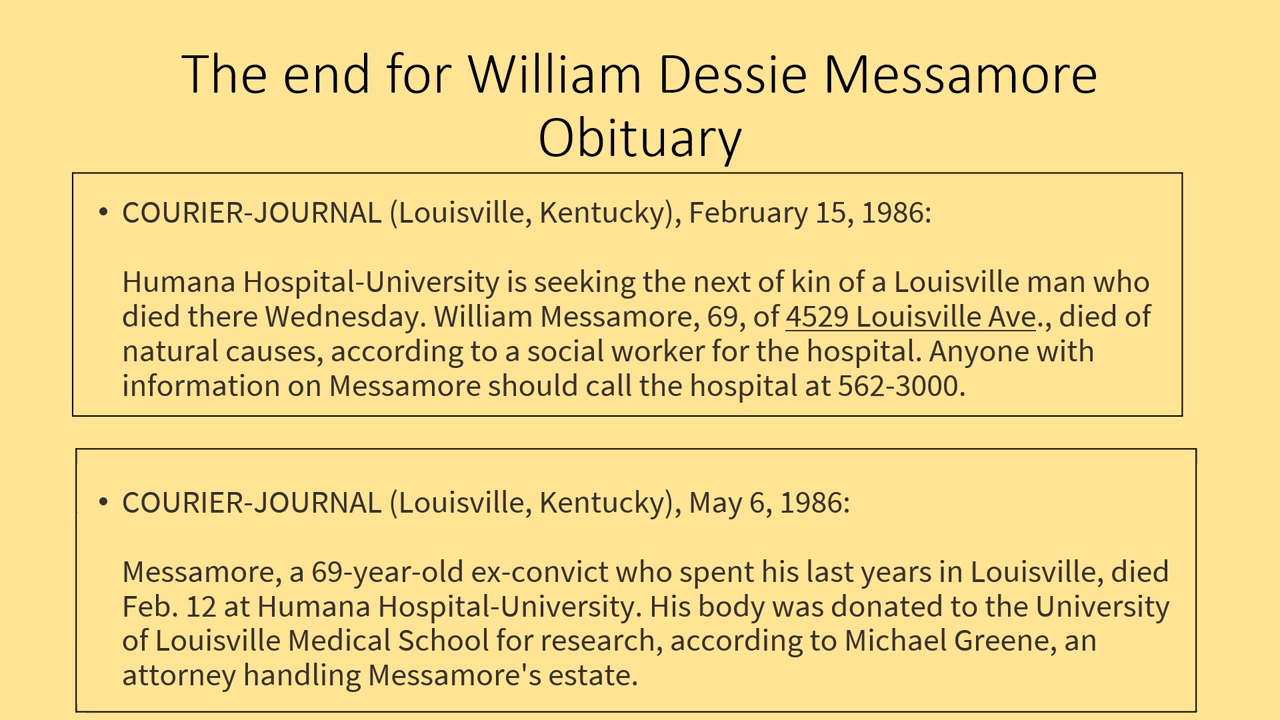 The end for William Dessie Messamore
Obituary
• COURIER-JOURNAL (Louisville, Kentucky), February 15, 1986:
Humana Hospital-University is seeking the next of kin of a Louisville man who
died there Wednesday. William Messamore, 69, of 4529 Louisville Ave., died of
natural causes, according to a social worker for the hospital. Anyone with
information on Messamore should call the hospital at 562-3000.
• COURIER-JOURNAL (Louisville, Kentucky), May 6, 1986:
Messamore, a 69-year-old ex-convict who spent his last years in Louisville, died
Feb. 12 at Humana Hospital-University. His body was donated to the University
of Louisville Medical School for research, according to Michael Greene, an
attorney handling Messamore's estate.